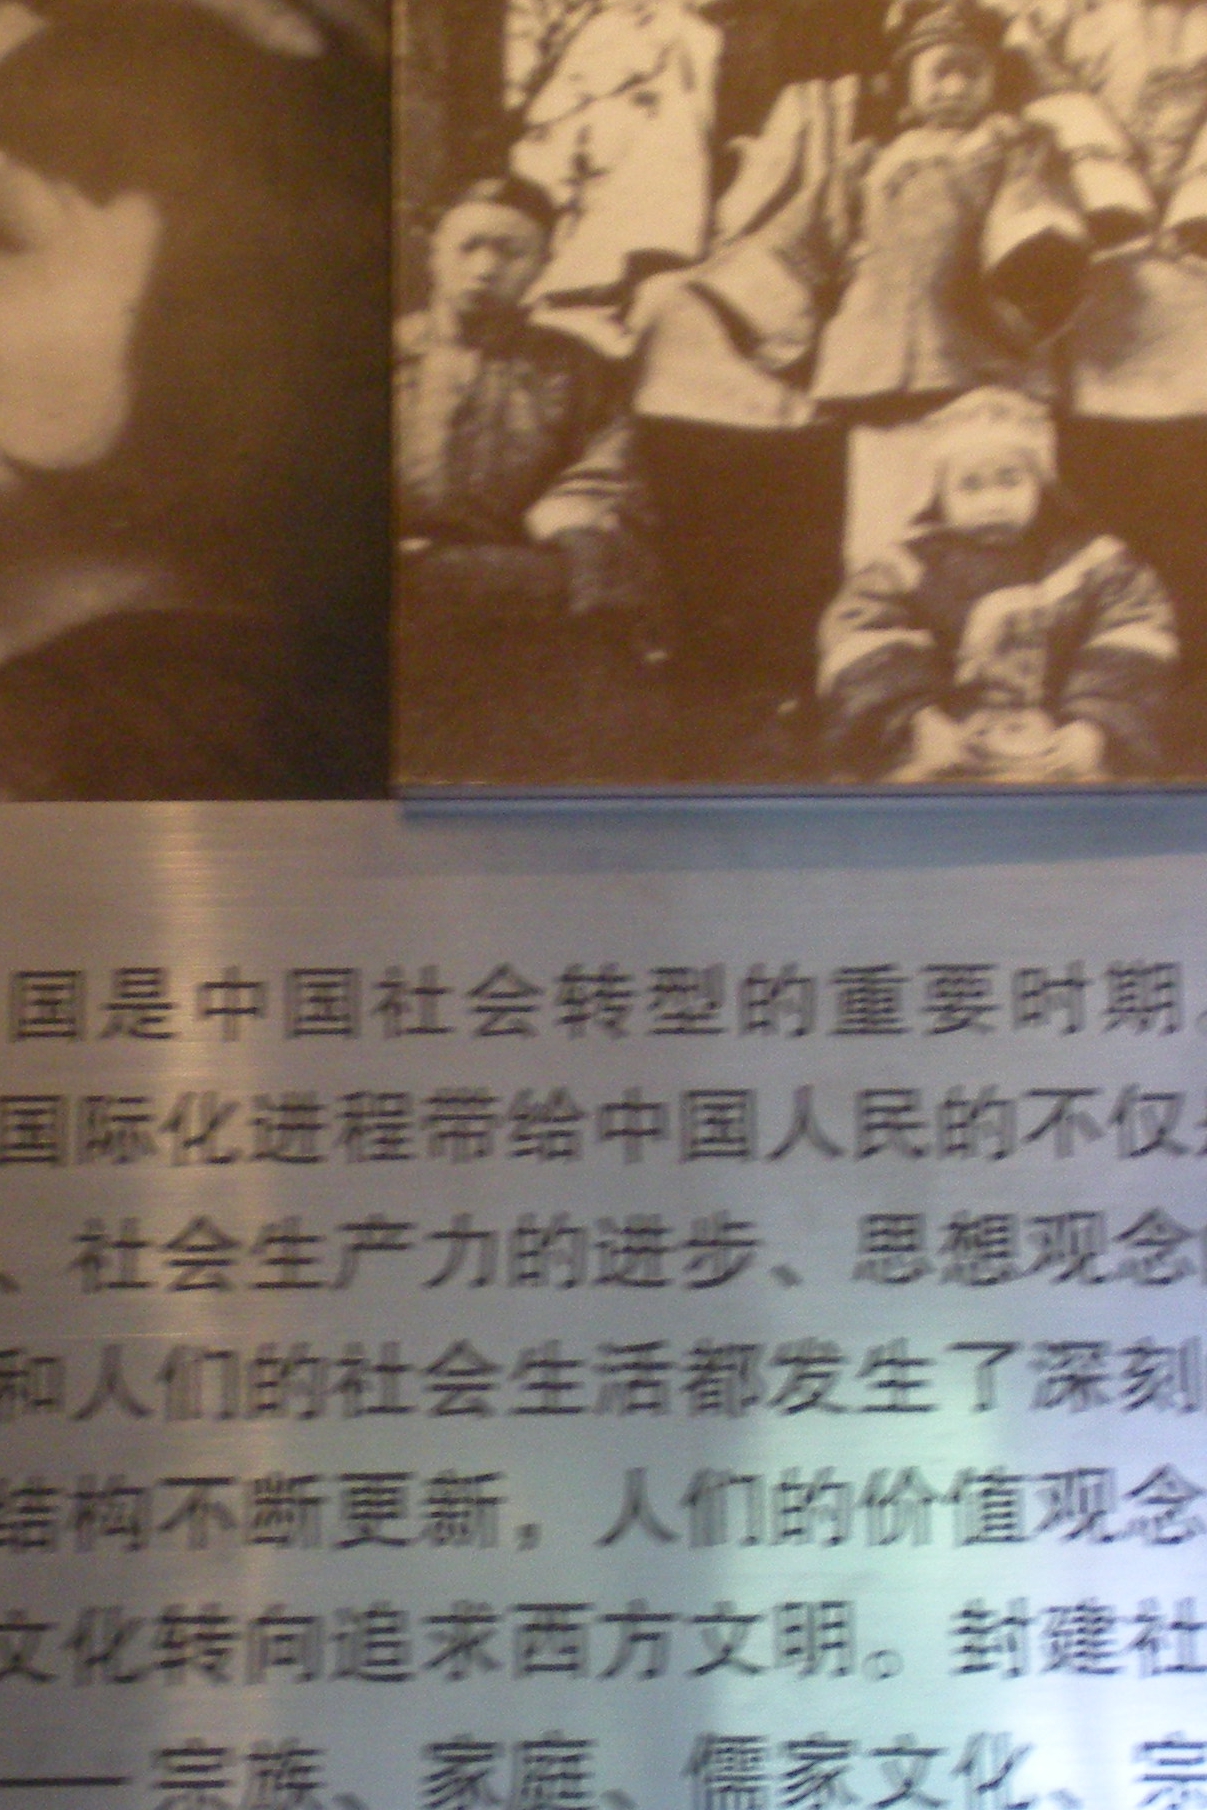 国是中国社会转型的重要时期。
国际化进程带给中国人民的不仅
、社会生产力的进步、思想观念
和人们的社会生活都发生了深刻
结构不断更新，人们的价值观念
文化转向追求西方文明。封建社
——宗族、家庭、儒家文化、宗